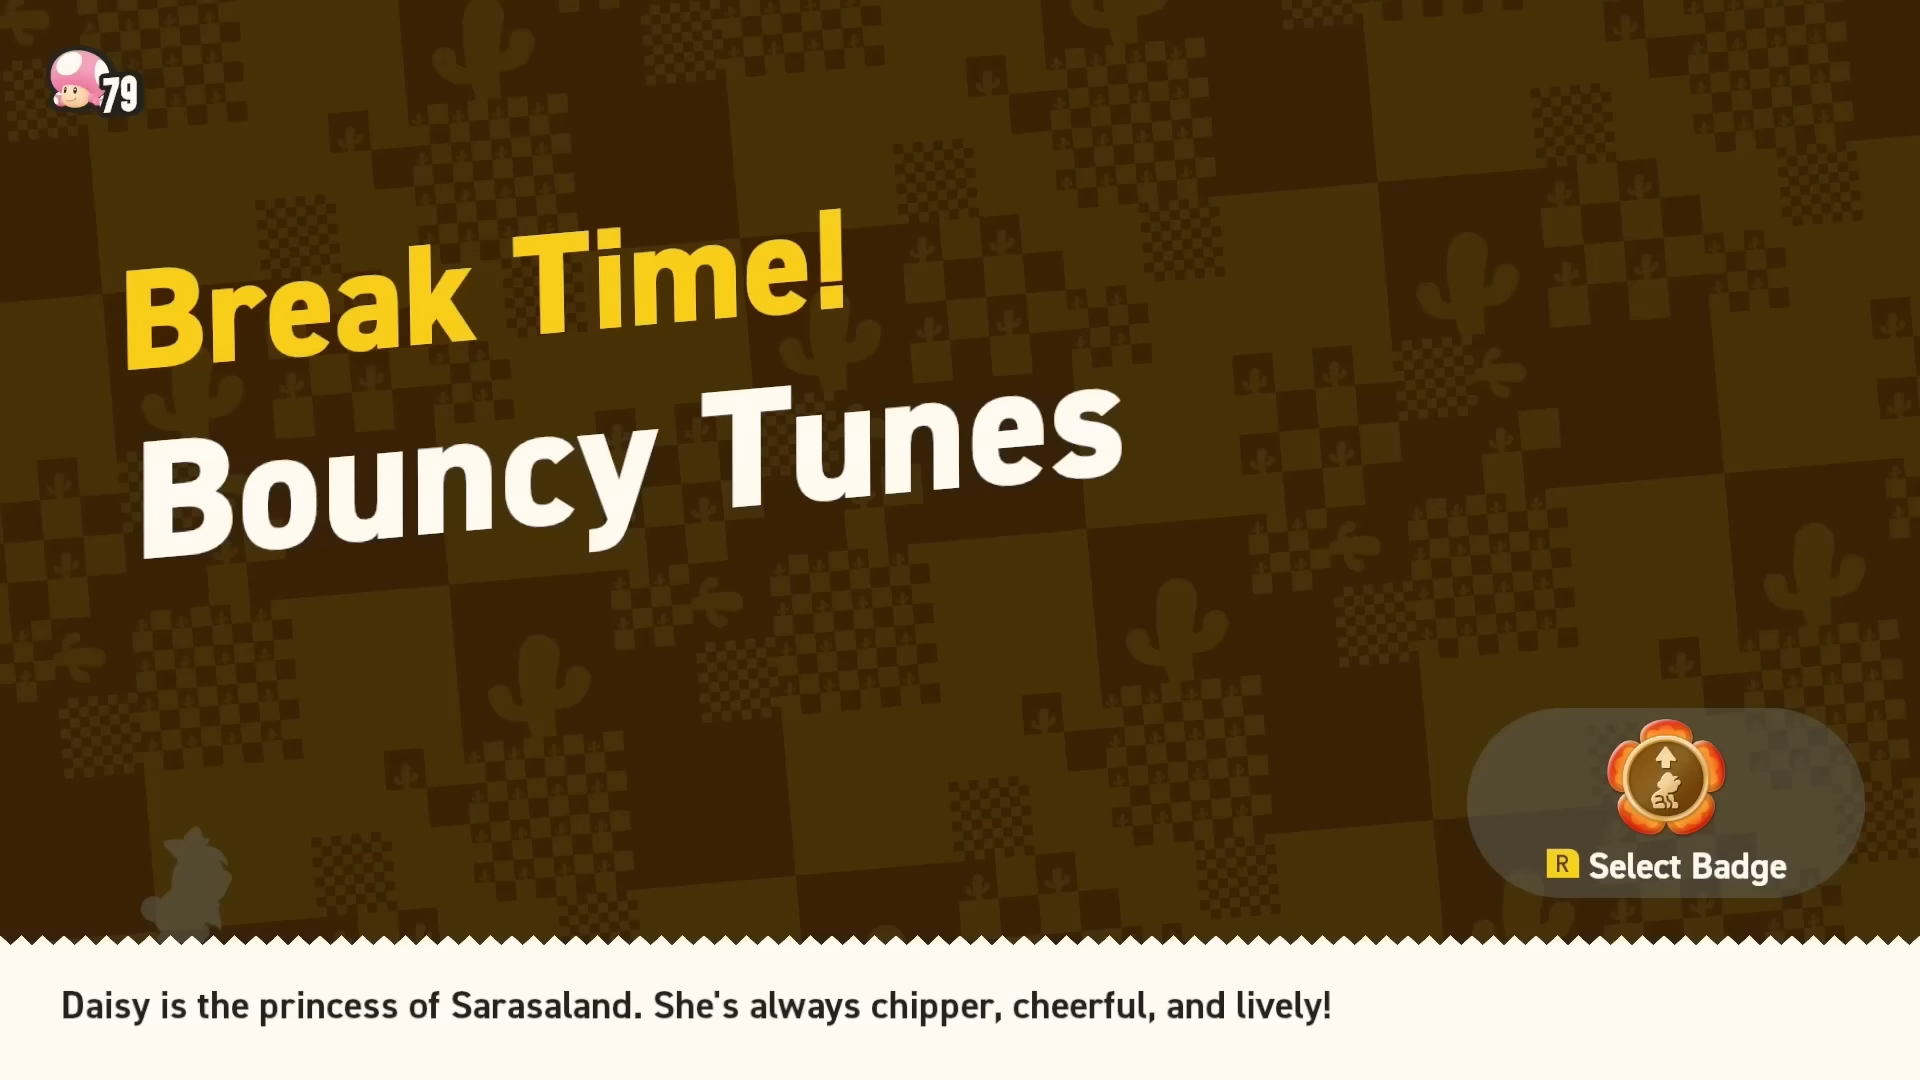 79
Break Time!
Bouncy Tunes
R Select Badge
Daisy is the princess of Sarasaland. She's always chipper, cheerful, and lively!